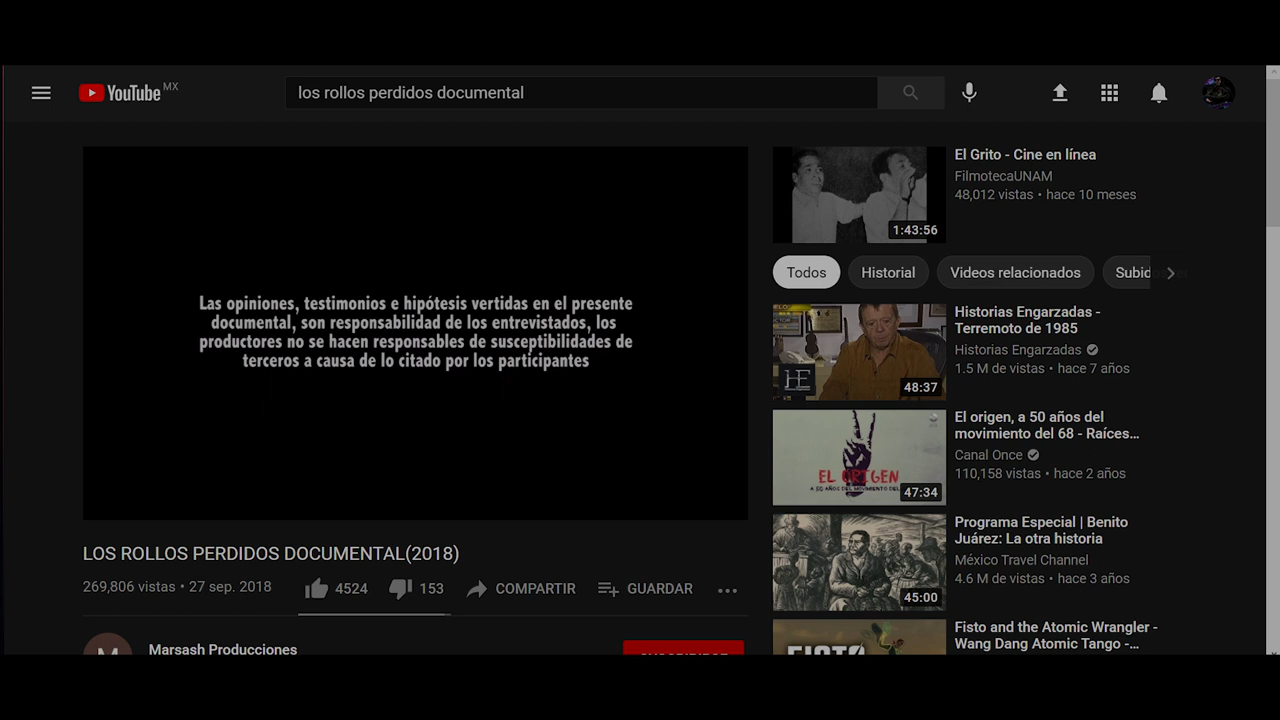 YouTube MX
los rollos perdidos documental
Las opiniones, testimonios e hipótesis vertidas en el presente
documental, son responsabilidad de los entrevistados, los
productores no se hacen responsables de susceptibilidades de
terceros a causa de lo citado por los participantes
LOS ROLLOS PERDIDOS DOCUMENTAL(2018)
269,806 vistas • 27 sep. 2018
4524
153
COMPARTIR
GUARDAR
M
Marsash Producciones
El Grito - Cine en línea
FilmotecaUNAM
48,012 vistas • hace 10 meses
1:43:56
Todos
Historial
Videos relacionados
Historias Engarzadas -
Terremoto de 1985
Historias Engarzadas
1.5 M de vistas • hace 7 años
HE
48:37
El origen, a 50 años del
movimiento del 68 - Raíces...
Canal Once
110,158 vistas • hace 2 años
EL ORIGEN
47:34
Programa Especial | Benito
Juárez: La otra historia
México Travel Channel
4.6 M de vistas • hace 3 años
45:00
Fisto and the Atomic Wrangler -
Wang Dang Atomic Tango -...
FISTO